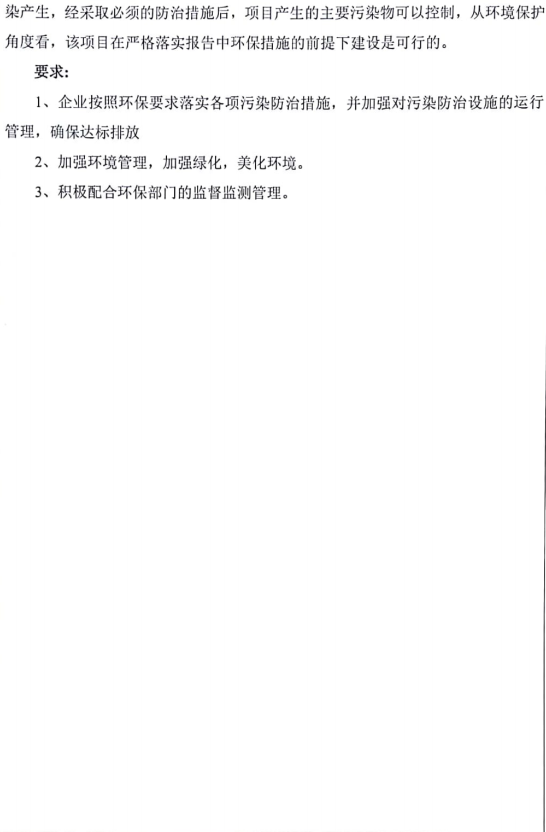 染产生，经采取必须的防治措施后，项目产生的主要污染物可以控制，从环境保护
角度看，该项目在严格落实报告中环保措施的前提下建设是可行的。
要求:
1、企业按照环保要求落实各项污染防治措施，并加强对污染防治设施的运行
管理，确保达标排放
2、加强环境管理，加强绿化，美化环境。
3、积极配合环保部门的监督监测管理。